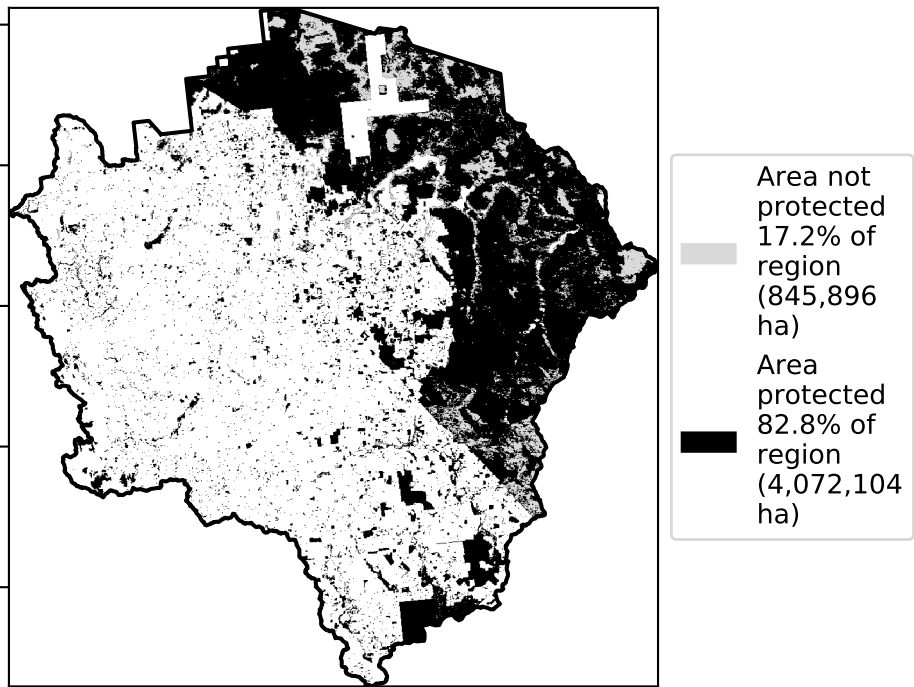 Area not
protected
17.2% of
region
(845,896
ha)
Area
protected
82.8% of
region
(4,072,104
ha)